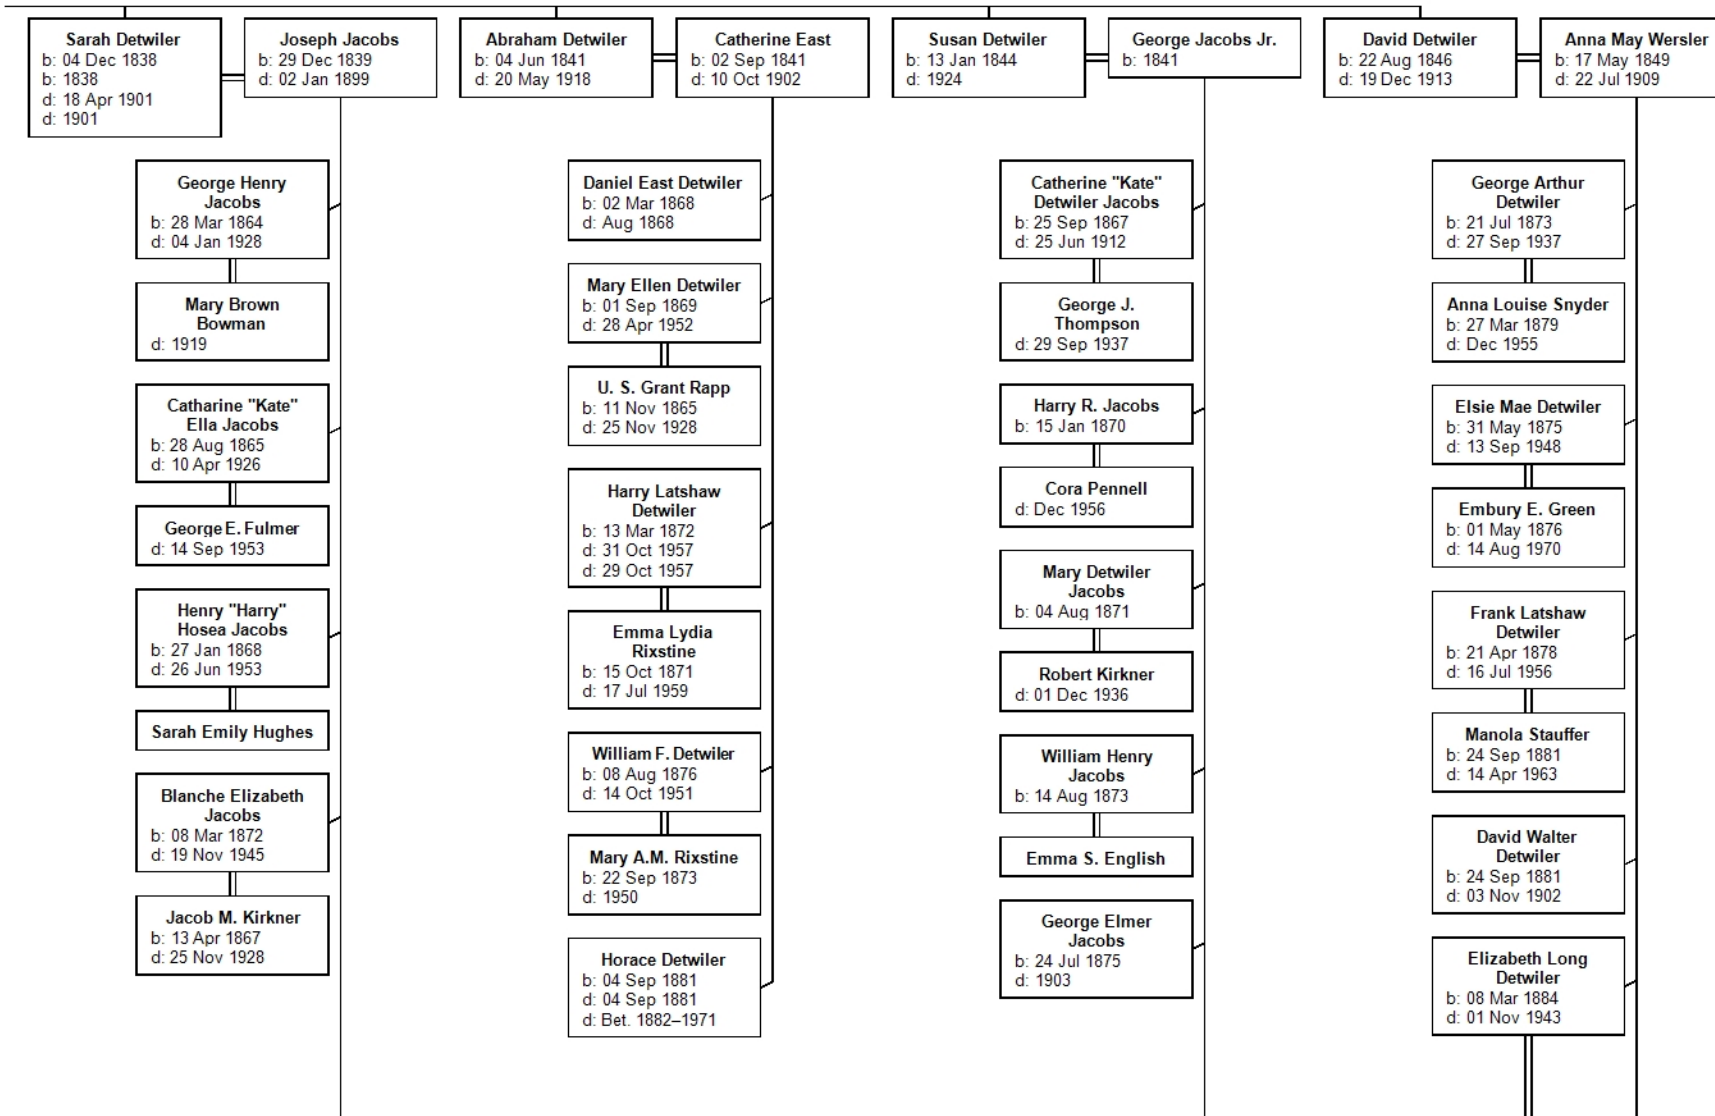 Sarah Detwiler
b: 04 Dec 1838
b: 1838
d: 18 Apr 1901
d: 1901
Joseph Jacobs
b: 29 Dec 1839
d: 02 Jan 1899
Abraham Detwiler
b: 04 Jun 1841
d: 20 May 1918
Catherine East
b: 02 Sep 1841
d: 10 Oct 1902
Susan Detwiler
b: 13 Jan 1844
d: 1924
George Jacobs Jr.
b: 1841
David Detwiler
b: 22 Aug 1846
d: 19 Dec 1913
Anna May Wersler
b: 17 May 1849
d: 22 Jul 1909
George Henry
Jacobs
b: 28 Mar 1864
d: 04 Jan 1928
Mary Brown
Bowman
d: 1919
Catharine "Kate"
Ella Jacobs
b: 28 Aug 1865
d: 10 Apr 1926
George E. Fulmer
d: 14 Sep 1953
Henry "Harry"
Hosea Jacobs
b: 27 Jan 1868
d: 26 Jun 1953
Sarah Emily Hughes
Blanche Elizabeth
Jacobs
b: 08 Mar 1872
d: 19 Nov 1945
Jacob M. Kirkner
b: 13 Apr 1867
d: 25 Nov 1928
Daniel East Detwiler
b: 02 Mar 1868
d: Aug 1868
Mary Ellen Detwiler
b: 01 Sep 1869
d: 28 Apr 1952
U. S. Grant Rapp
b: 11 Nov 1865
d: 25 Nov 1928
Harry Latshaw
Detwiler
b: 13 Mar 1872
d: 31 Oct 1957
d: 29 Oct 1957
Emma Lydia
Rixstine
b: 15 Oct 1871
d: 17 Jul 1959
William F. Detwiler
b: 08 Aug 1876
d: 14 Oct 1951
Mary A.M. Rixstine
b: 22 Sep 1873
d: 1950
Horace Detwiler
b: 04 Sep 1881
d: 04 Sep 1881
d: Bet. 1882–1971
Catherine "Kate"
Detwiler Jacobs
b: 25 Sep 1867
d: 25 Jun 1912
George J.
Thompson
d: 29 Sep 1937
Harry R. Jacobs
b: 15 Jan 1870
Cora Pennell
d: Dec 1956
Mary Detwiler
Jacobs
b: 04 Aug 1871
Robert Kirkner
d: 01 Dec 1936
William Henry
Jacobs
b: 14 Aug 1873
Emma S. English
George Elmer
Jacobs
b: 24 Jul 1875
d: 1903
George Arthur
Detwiler
b: 21 Jul 1873
d: 27 Sep 1937
Anna Louise Snyder
b: 27 Mar 1879
d: Dec 1955
Elsie Mae Detwiler
b: 31 May 1875
d: 13 Sep 1948
Embury E. Green
b: 01 May 1876
d: 14 Aug 1970
Frank Latshaw
Detwiler
b: 21 Apr 1878
d: 16 Jul 1956
Manola Stauffer
b: 24 Sep 1881
d: 14 Apr 1963
David Walter
Detwiler
b: 24 Sep 1881
d: 03 Nov 1902
Elizabeth Long
Detwiler
b: 08 Mar 1884
d: 01 Nov 1943